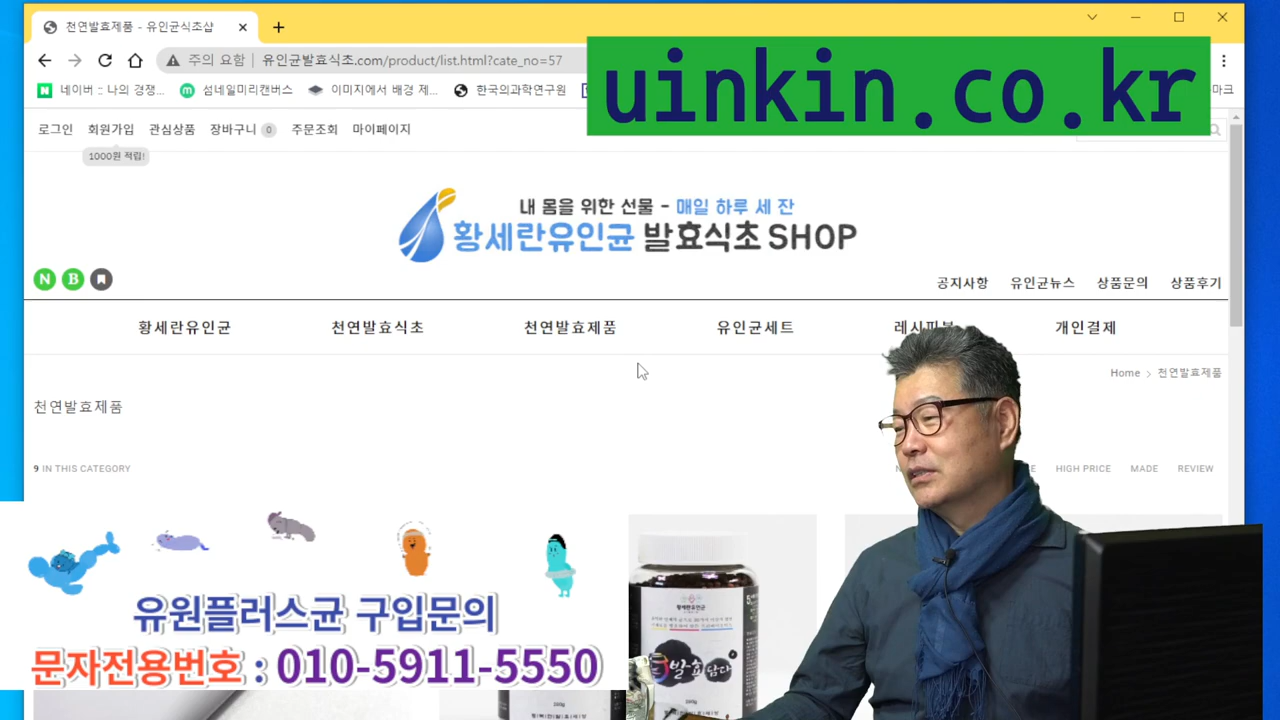 천연발효제품 - 유인균식초샵
uinkin.co.kr
주의 요함
유인균발효식초.com/product/list.html?cate_no=57
네이버 :: 나의 경쟁...
섬네일미리캔버스
이미지에서 배경 제...
한국의과학연구원
로그인 회원가입 관심상품 장바구니 0 주문조회 마이페이지
1000원 적립!
내 몸을 위한 선물 - 매일 하루 세 잔
황세란유인균 발효식초 SHOP
N B
공지사항 유인균뉴스 상품문의 상품후기
황세란유인균 천연발효식초 천연발효제품 유인균세트 개인결제
Home > 천연발효제품
천연발효제품
9 IN THIS CATEGORY
HIGH PRICE MADE REVIEW
황세란유인균
발효담다
유원플러스균 구입문의
문자전용번호 : 010-5911-5550